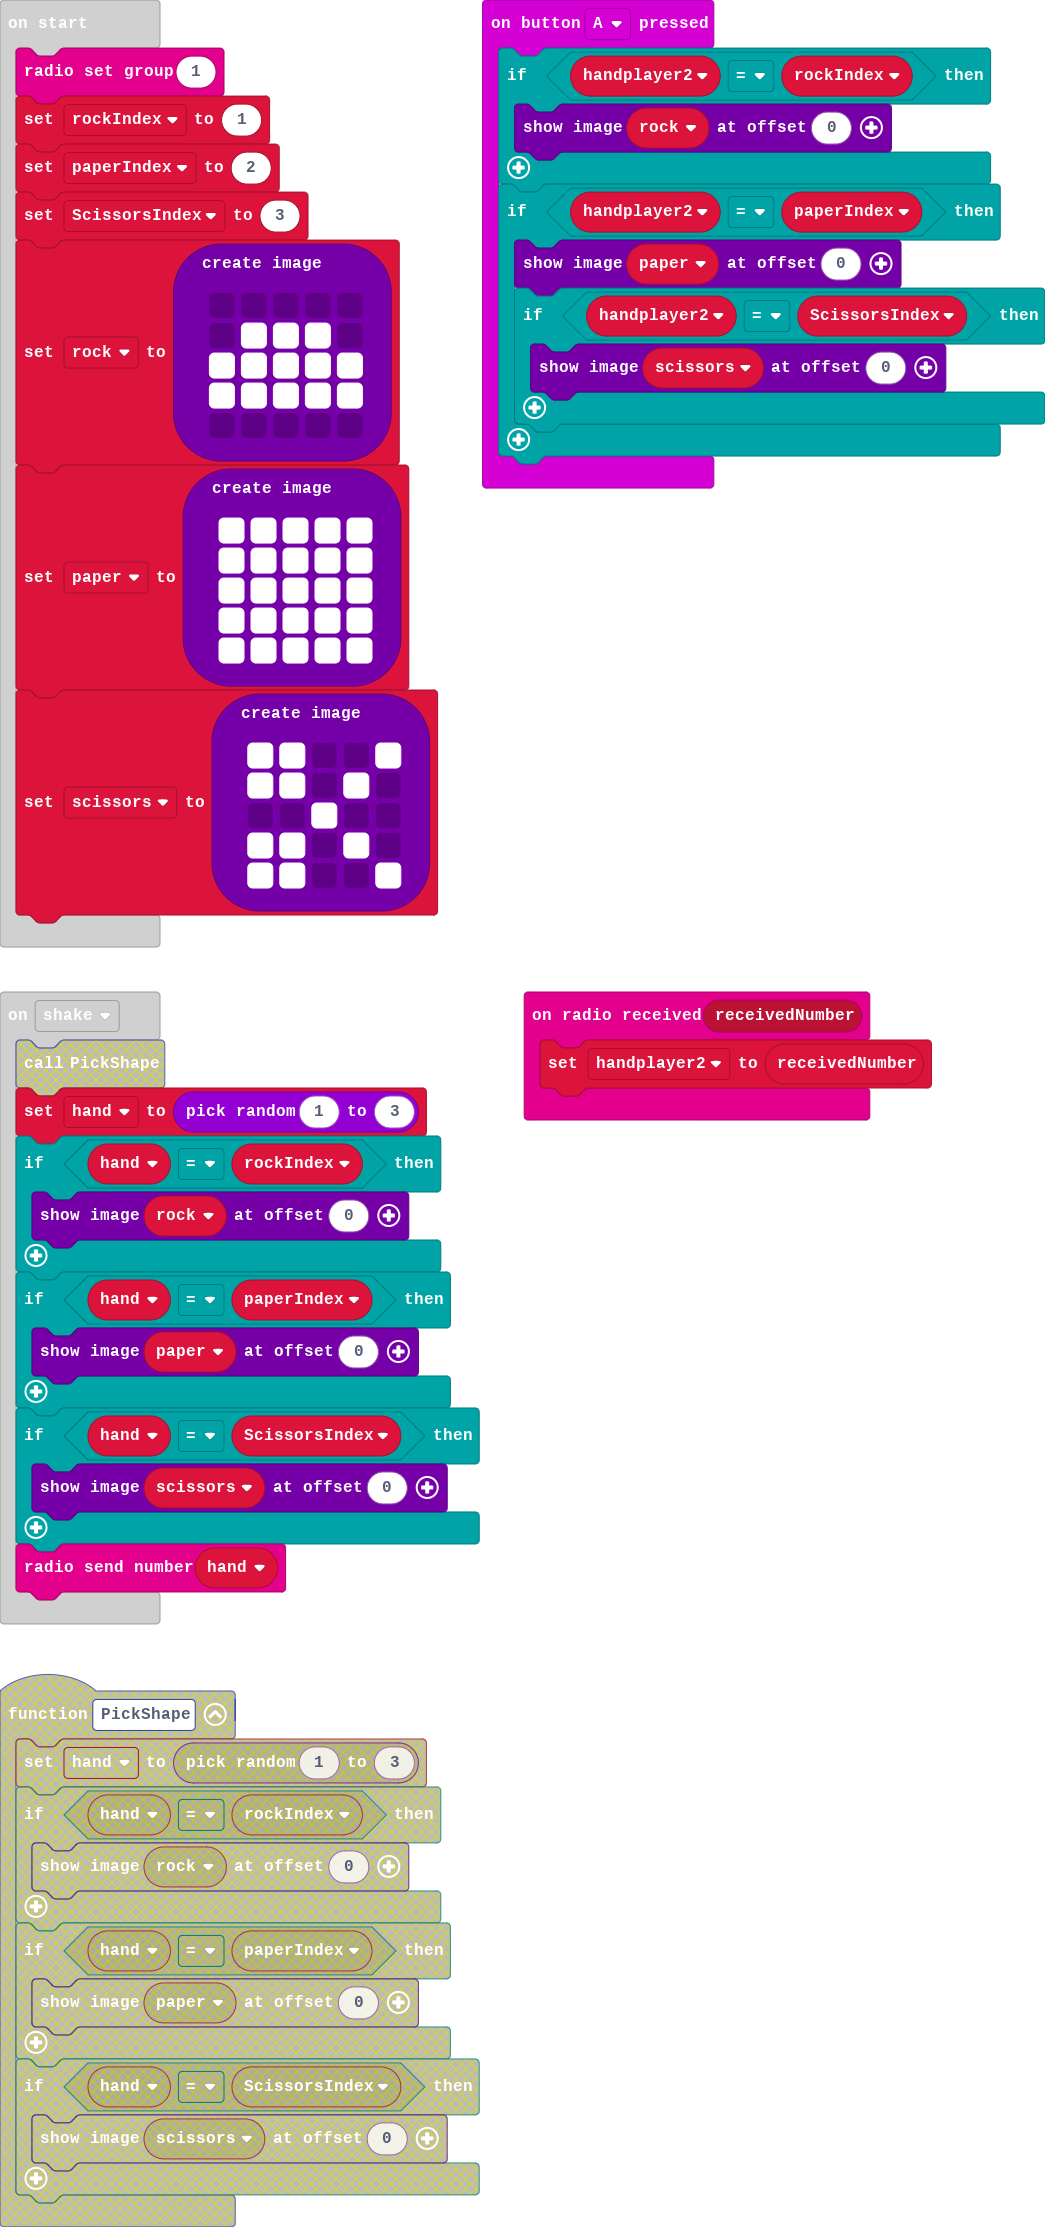 on start
radio set group 1
set rockIndex to 1
set paperIndex to 2
set ScissorsIndex to 3
set rock to create image
set paper to create image
set scissors to create image
on button A pressed
if handplayer2 = rockIndex then
show image rock at offset 0
if handplayer2 = paperIndex then
show image paper at offset 0
if handplayer2 = ScissorsIndex then
show image scissors at offset 0
on shake
call PickShape
set hand to pick random 1 to 3
if hand = rockIndex then
show image rock at offset 0
if hand = paperIndex then
show image paper at offset 0
if hand = ScissorsIndex then
show image scissors at offset 0
radio send number hand
on radio received receivedNumber
set handplayer2 to receivedNumber
function PickShape
set hand to pick random 1 to 3
if hand = rockIndex then
show image rock at offset 0
if hand = paperIndex then
show image paper at offset 0
if hand = ScissorsIndex then
show image scissors at offset 0